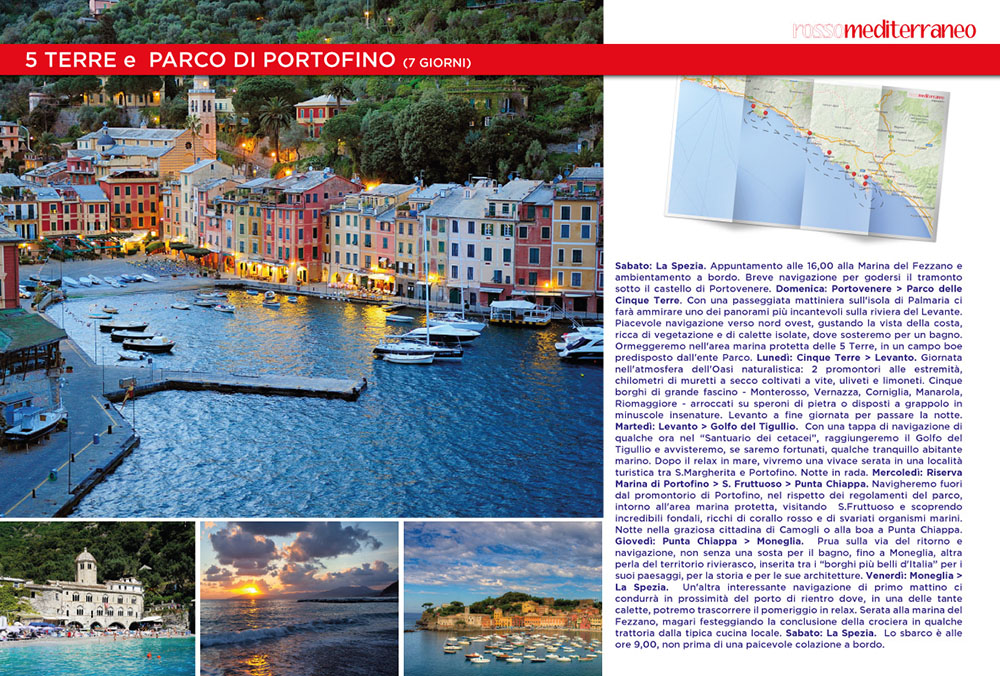 rossomediterraneo
5 TERRE e PARCO DI PORTOFINO (7 GIORNI)
mediterraneo
Sabato: La Spezia. Appuntamento alle 16,00 alla Marina del Fezzano e
ambientamento a bordo. Breve navigazione per godersi il tramonto
sotto il castello di Portovenere. Domenica: Portovenere > Parco delle
Cinque Terre. Con una passeggiata mattiniera sull'isola di Palmaria ci
farà ammirare uno dei panorami più incantevoli sulla riviera del Levante.
Piacevole navigazione verso nord ovest, gustando la vista della costa,
ricca di vegetazione e di calette isolate, dove sosteremo per un bagno.
Ormeggeremo nell'area marina protetta delle 5 Terre, in un campo boe
predisposto dall'ente Parco. Lunedì: Cinque Terre > Levanto. Giornata
nell'atmosfera dell'Oasi naturalistica: 2 promontori alle estremità,
chilometri di muretti a secco coltivati a vite, uliveti e limoneti. Cinque
borghi di grande fascino - Monterosso, Vernazza, Corniglia, Manarola,
Riomaggiore - arroccati su speroni di pietra o disposti a grappolo in
minuscole insenature. Levanto a fine giornata per passare la notte.
Martedì: Levanto > Golfo del Tigullio. Con una tappa di navigazione di
qualche ora nel “Santuario dei cetacei”, raggiungeremo il Golfo del
Tigullio e avvisteremo, se saremo fortunati, qualche tranquillo abitante
marino. Dopo il relax in mare, vivremo una vivace serata in una località
turistica tra S.Margherita e Portofino. Notte in rada. Mercoledì: Riserva
Marina di Portofino > S. Fruttuoso > Punta Chiappa. Navigheremo fuori
dal promontorio di Portofino, nel rispetto dei regolamenti del parco,
intorno all'area marina protetta, visitando S.Fruttuoso e scoprendo
incredibili fondali, ricchi di corallo rosso e di svariati organismi marini.
Notte nella graziosa cittadina di Camogli o alla boa a Punta Chiappa.
Giovedì: Punta Chiappa > Moneglia. Prua sulla via del ritorno e
navigazione, non senza una sosta per il bagno, fino a Moneglia, altra
perla del territorio rivierasco, inserita tra i “borghi più belli d'Italia” per i
suoi paesaggi, per la storia e per le sue architetture. Venerdì: Moneglia >
La Spezia. Un'altra interessante navigazione di primo mattino ci
condurrà in prossimità del porto di rientro dove, in una delle tante
calette, potremo trascorrere il pomeriggio in relax. Serata alla marina del
Fezzano, magari festeggiando la conclusione della crociera in qualche
trattoria dalla tipica cucina locale. Sabato: La Spezia. Lo sbarco è alle
ore 9,00, non prima di una paicevole colazione a bordo.